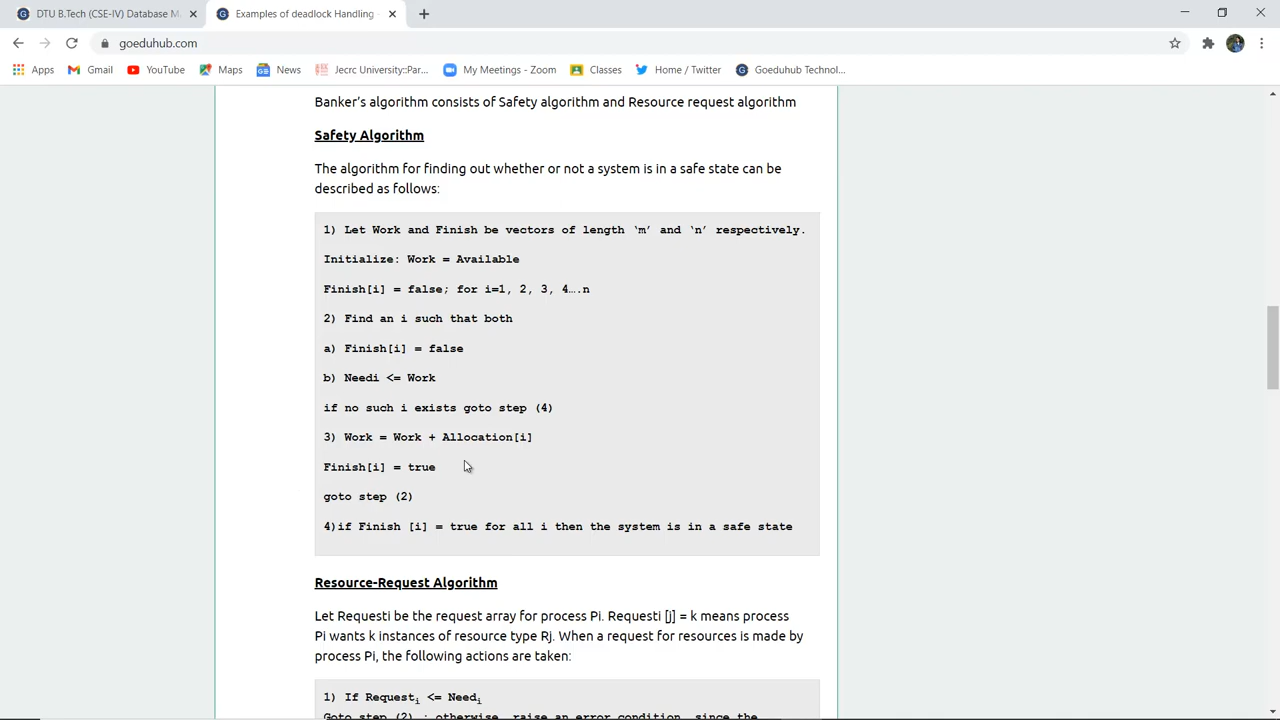 DTU B.Tech (CSE-IV) Database M
Examples of deadlock Handling
goeduhub.com
Apps
Gmail
YouTube
Maps
News
Jecrc University::Par...
My Meetings - Zoom
Classes
Home / Twitter
Goeduhub Technol...
Banker's algorithm consists of Safety algorithm and Resource request algorithm
Safety Algorithm
The algorithm for finding out whether or not a system is in a safe state can be
described as follows:
1) Let Work and Finish be vectors of length ‘m’ and ‘n’ respectively.
Initialize: Work = Available
Finish[i] = false; for i=1, 2, 3, 4….n
2) Find an i such that both
a) Finish[i] = false
b) Needi <= Work
if no such i exists goto step (4)
3) Work = Work + Allocation[i]
Finish[i] = true
goto step (2)
4)if Finish [i] = true for all i then the system is in a safe state
Resource-Request Algorithm
Let Requesti be the request array for process Pi. Requesti [j] = k means process
Pi wants k instances of resource type Rj. When a request for resources is made by
process Pi, the following actions are taken:
1) If Requesti <= Needi
Goto step (2) ; otherwise, raise an error condition, since the